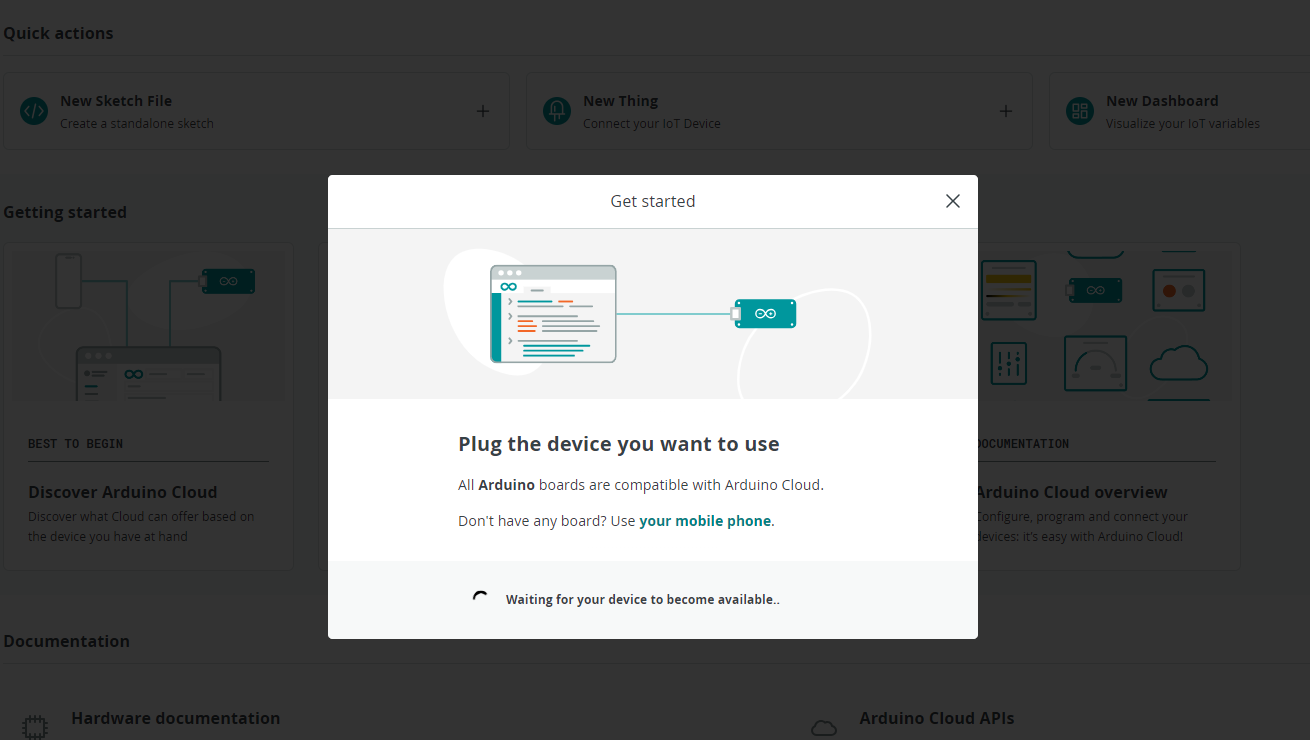 Quick actions
New Sketch File
Create a standalone sketch
New Thing
Connect your IoT Device
New Dashboard
Visualize your IoT variables
Getting started
Get started
BEST TO BEGIN
Discover Arduino Cloud
Discover what Cloud can offer based on
the device you have at hand
Plug the device you want to use
All Arduino boards are compatible with Arduino Cloud.
Don't have any board? Use your mobile phone.
Waiting for your device to become available..
DOCUMENTATION
Arduino Cloud overview
Configure, program and connect your
devices: it's easy with Arduino Cloud!
Documentation
Hardware documentation
Arduino Cloud APIs